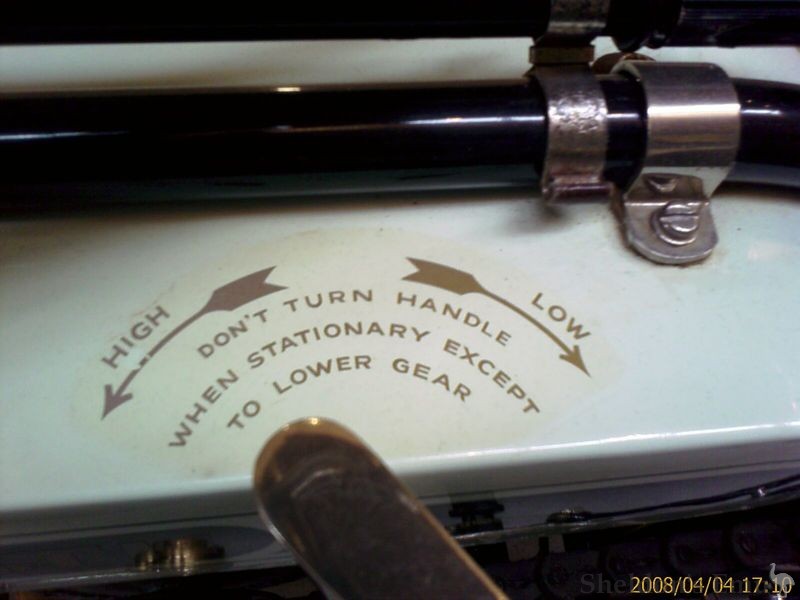 HIGH
LOW
DON'T TURN HANDLE
WHEN STATIONARY EXCEPT
TO LOWER GEAR
2008/04/04 17:10